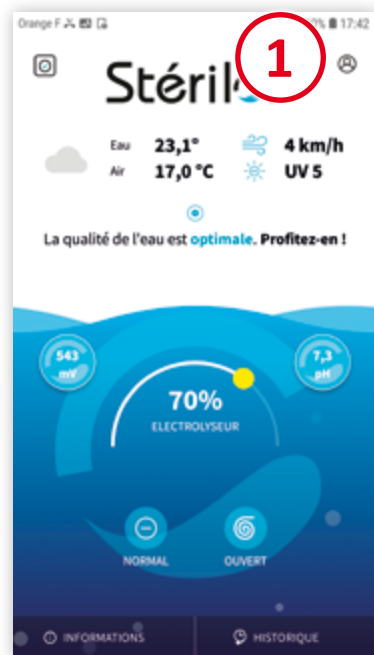 Orange F 17:42
1
Stéril
Eau 23,1° 4 km/h
Air 17,0 °C UV 5
La qualité de l'eau est optimale. Profitez-en !
543 mV
7,3 pH
70%
ELECTROLYSEUR
NORMAL OUVERT
INFORMATIONS HISTORIQUE